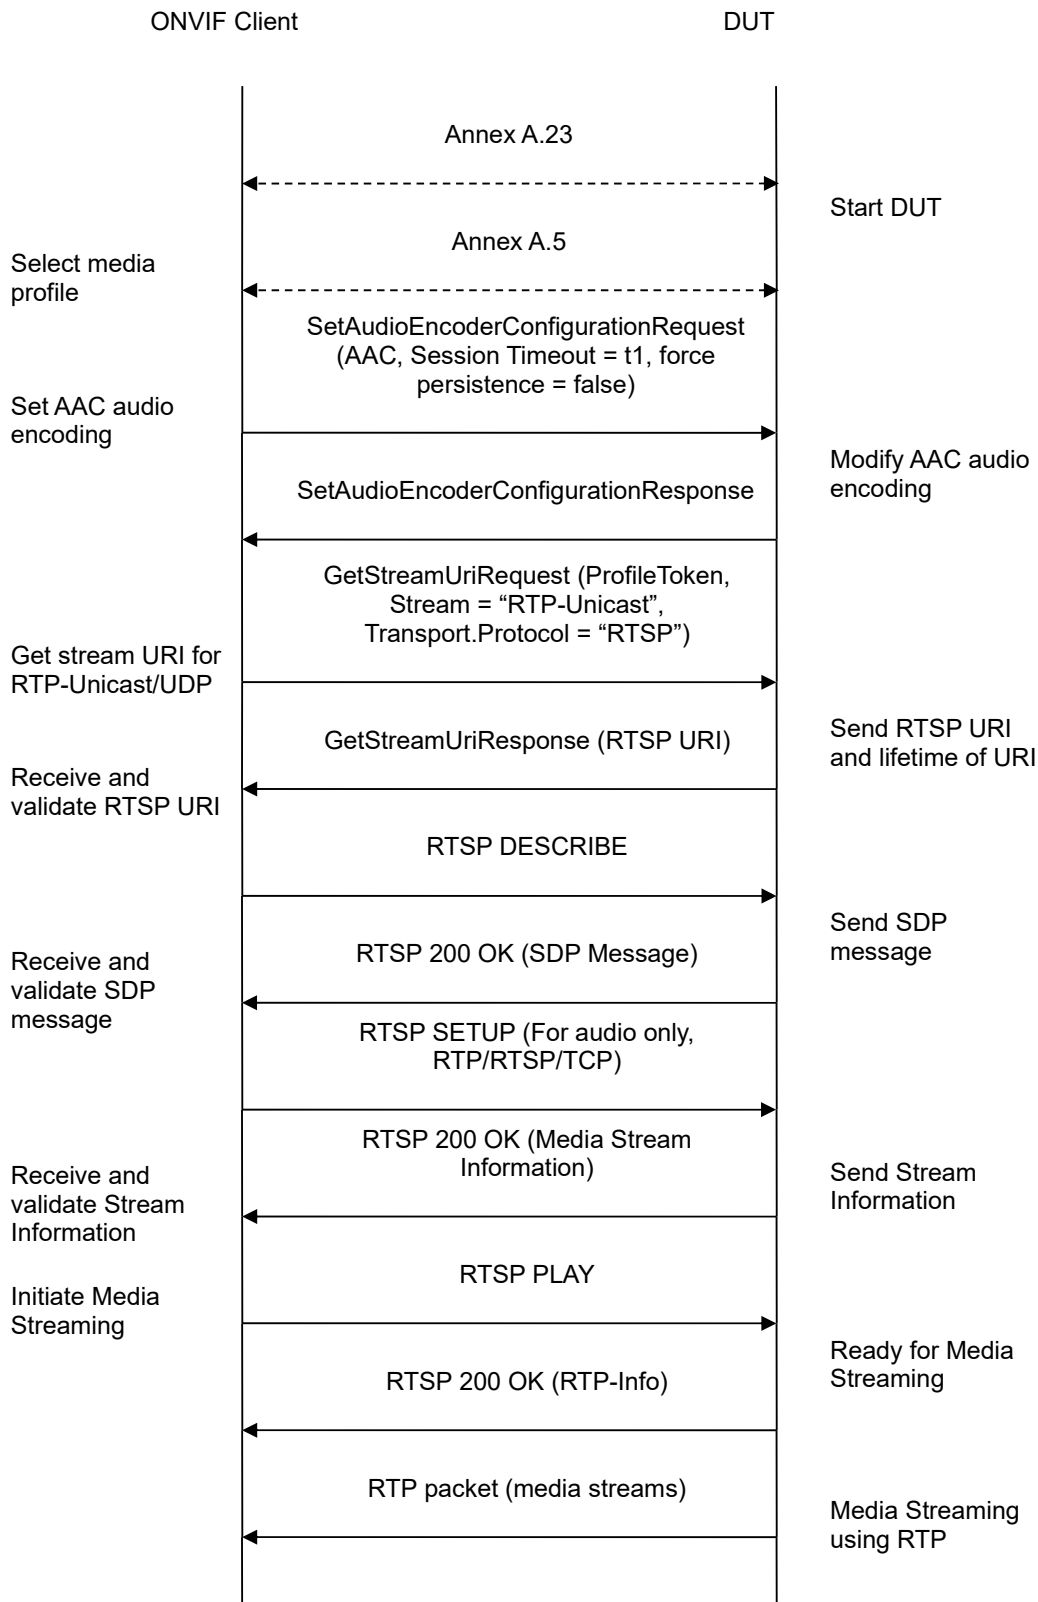 ONVIF Client
DUT
Annex A.23
Start DUT
Annex A.5
Select media
profile
SetAudioEncoderConfigurationRequest
(AAC, Session Timeout = t1, force
persistence = false)
Set AAC audio
encoding
Modify AAC audio
encoding
SetAudioEncoderConfigurationResponse
GetStreamUriRequest (ProfileToken,
Stream = “RTP-Unicast”,
Transport.Protocol = “RTSP”)
Get stream URI for
RTP-Unicast/UDP
GetStreamUriResponse (RTSP URI)
Send RTSP URI
and lifetime of URI
Receive and
validate RTSP URI
RTSP DESCRIBE
Send SDP
message
RTSP 200 OK (SDP Message)
Receive and
validate SDP
message
RTSP SETUP (For audio only,
RTP/RTSP/TCP)
RTSP 200 OK (Media Stream
Information)
Send Stream
Information
Receive and
validate Stream
Information
RTSP PLAY
Initiate Media
Streaming
Ready for Media
Streaming
RTSP 200 OK (RTP-Info)
RTP packet (media streams)
Media Streaming
using RTP